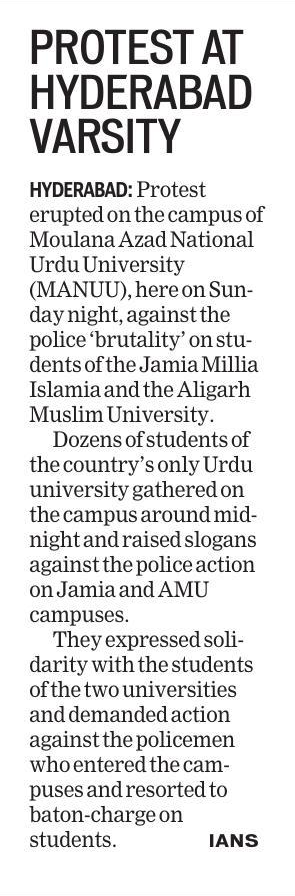 PROTEST AT
HYDERABAD
VARSITY
HYDERABAD: Protest
erupted on the campus of
Moulana Azad National
Urdu University
(MANUU), here on Sun-
day night, against the
police ‘brutality’ on stu-
dents of the Jamia Millia
Islamia and the Aligarh
Muslim University.
Dozens of students of
the country’s only Urdu
university gathered on
the campus around mid-
night and raised slogans
against the police action
on Jamia and AMU
campuses.
They expressed soli-
darity with the students
of the two universities
and demanded action
against the policemen
who entered the cam-
puses and resorted to
baton-charge on
students. IANS